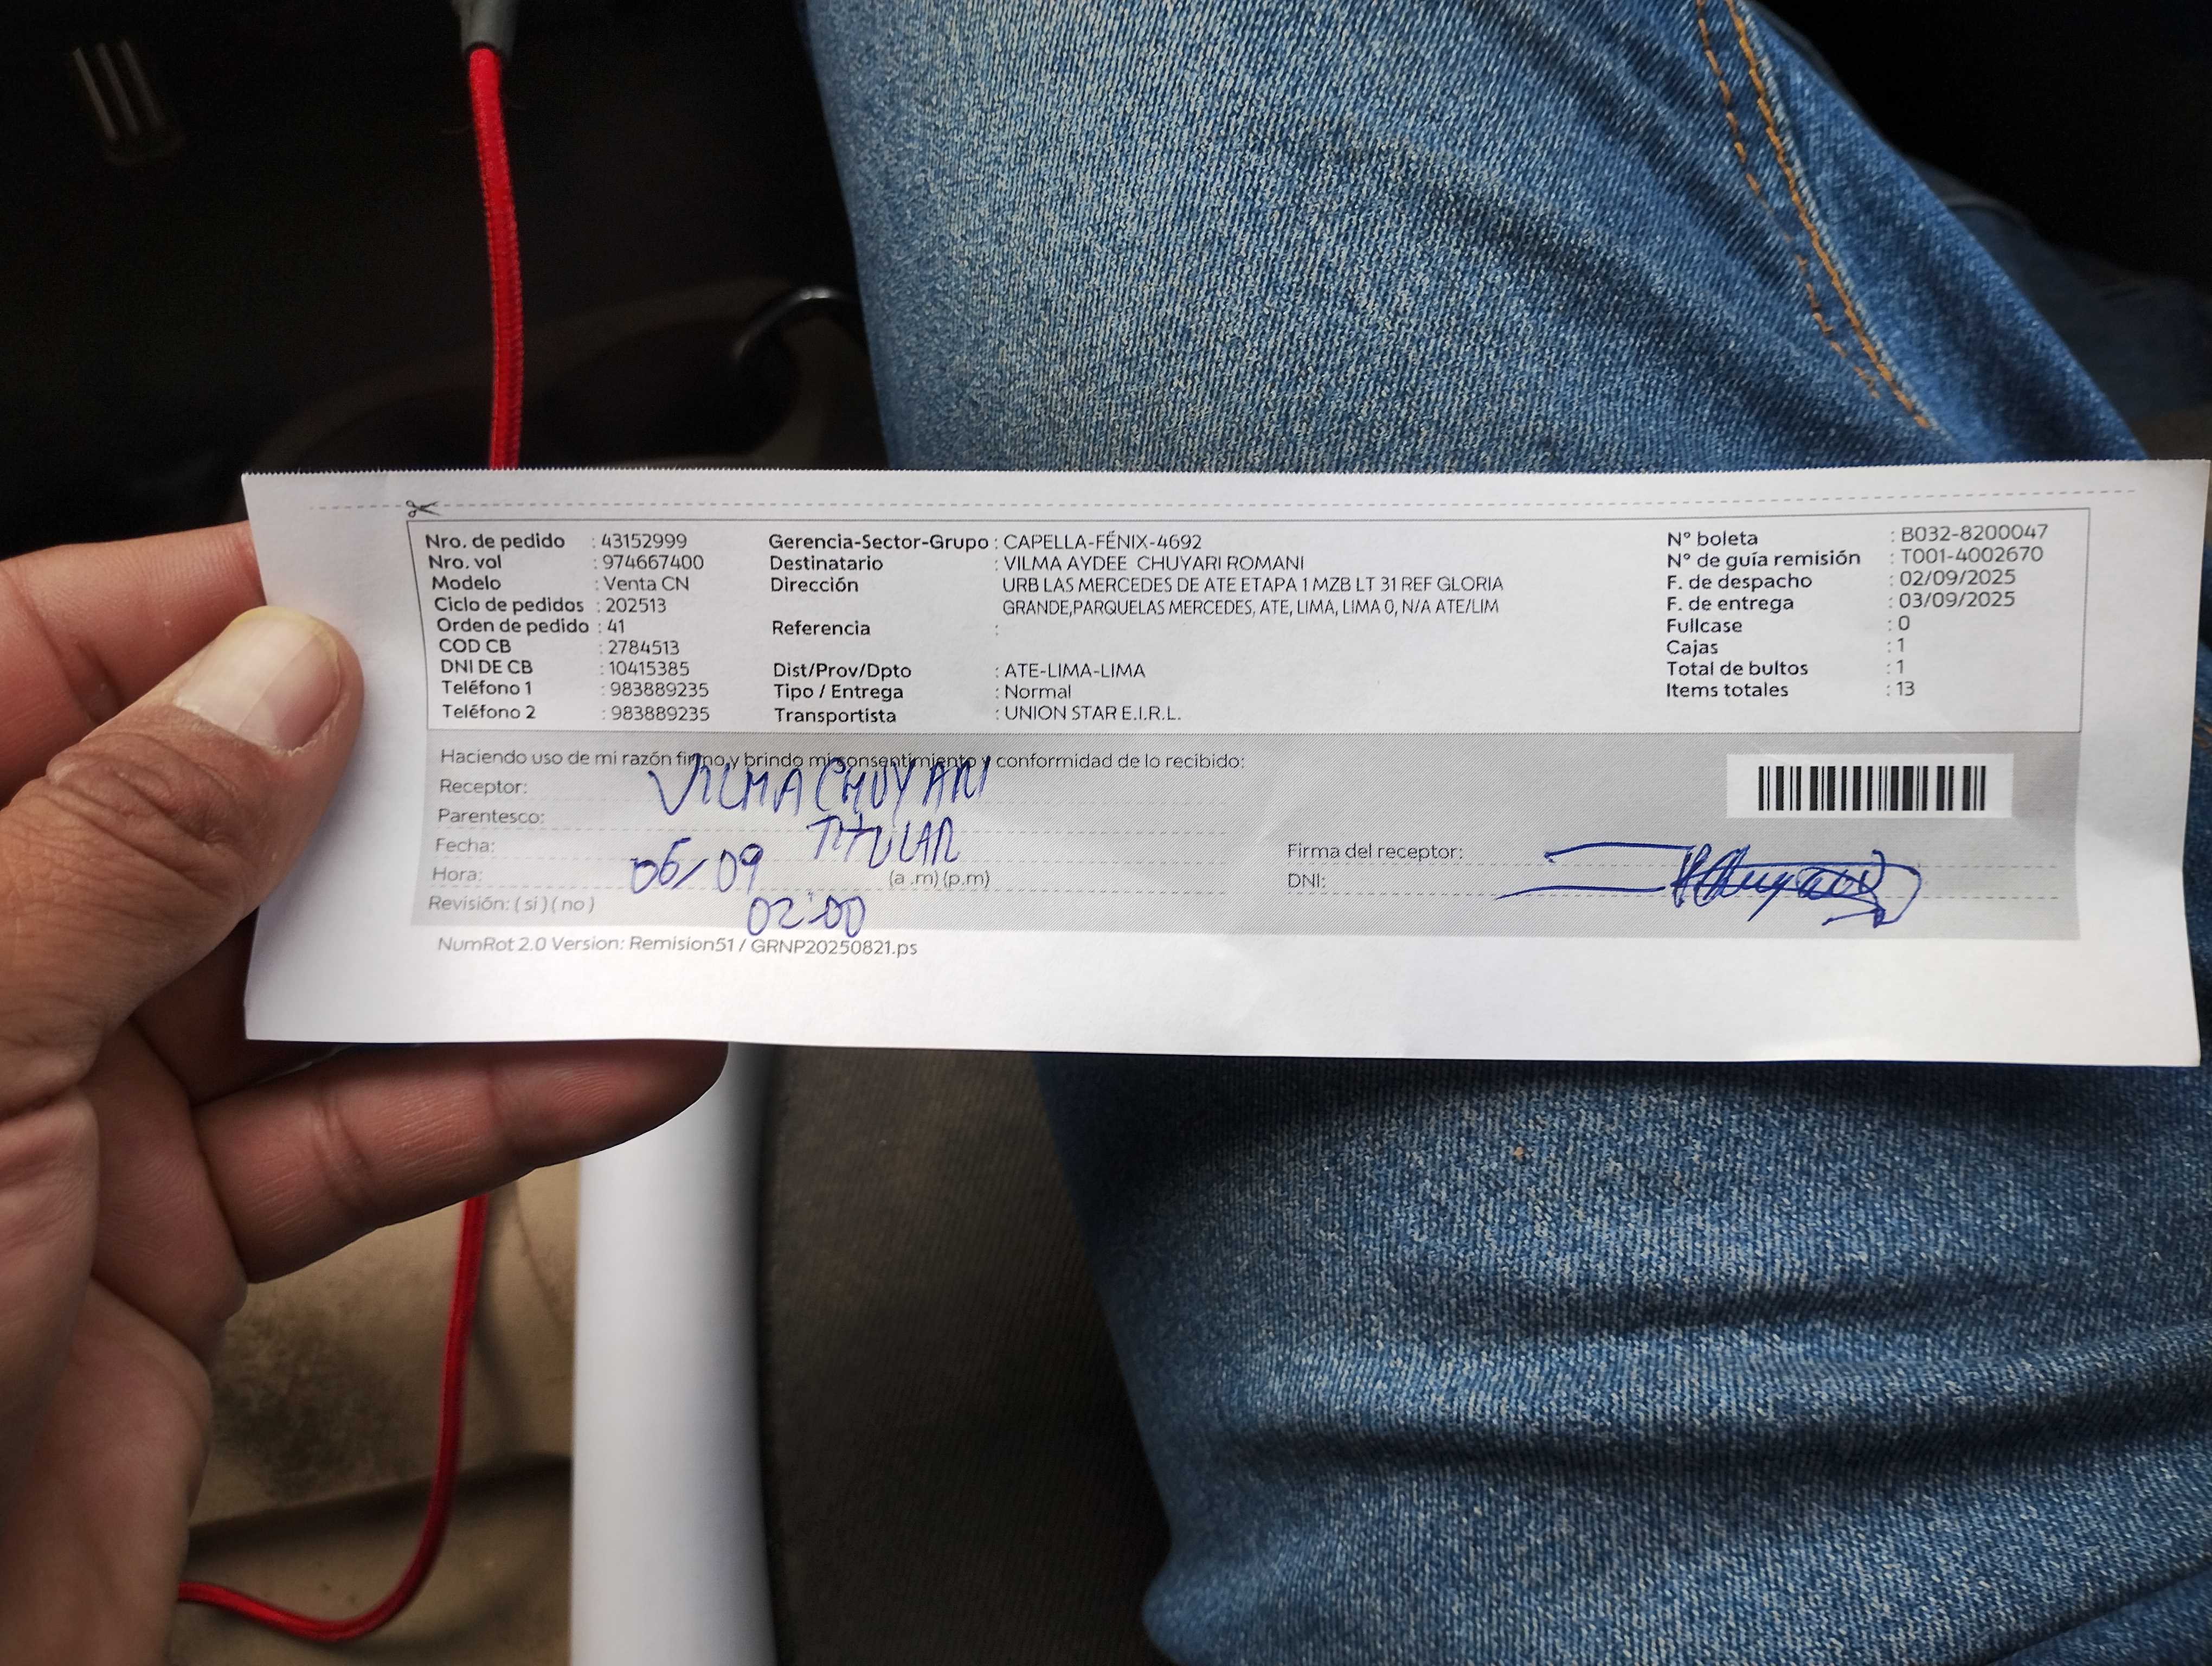 Nro. de pedido : 43152999 Gerencia-Sector-Grupo : CAPELLA-FÉNIX-4692 N° boleta : B032-8200047
Nro. vol : 974667400 Destinatario : VILMA AYDEE CHUYARI ROMANI N° de guía remisión : T001-4002670
Modelo : Venta CN Dirección URB LAS MERCEDES DE ATE ETAPA 1 MZB LT 31 REF GLORIA F. de despacho : 02/09/2025
Ciclo de pedidos : 202513 GRANDE,PARQUELAS MERCEDES, ATE, LIMA, LIMA 0, N/A ATE/LIM F. de entrega : 03/09/2025
Orden de pedido : 41 Referencia : Fullcase : 0
COD CB : 2784513 Cajas : 1
DNI DE CB : 10415385 Dist/Prov/Dpto : ATE-LIMA-LIMA Total de bultos : 1
Teléfono 1 : 983889235 Tipo / Entrega : Normal Items totales : 13
Teléfono 2 : 983889235 Transportista : UNION STAR E.I.R.L.
Haciendo uso de mi razón firmo y brindo mi consentimiento y conformidad de lo recibido:
Receptor: VILMA CHUYARI
Parentesco: TITULAR
Fecha: 06/09 Firma del receptor:
Hora: 02:00 (a.m) (p.m) DNI:
Revisión: ( si ) ( no )
NumRot 2.0 Version: Remision51 / GRNP20250821.ps